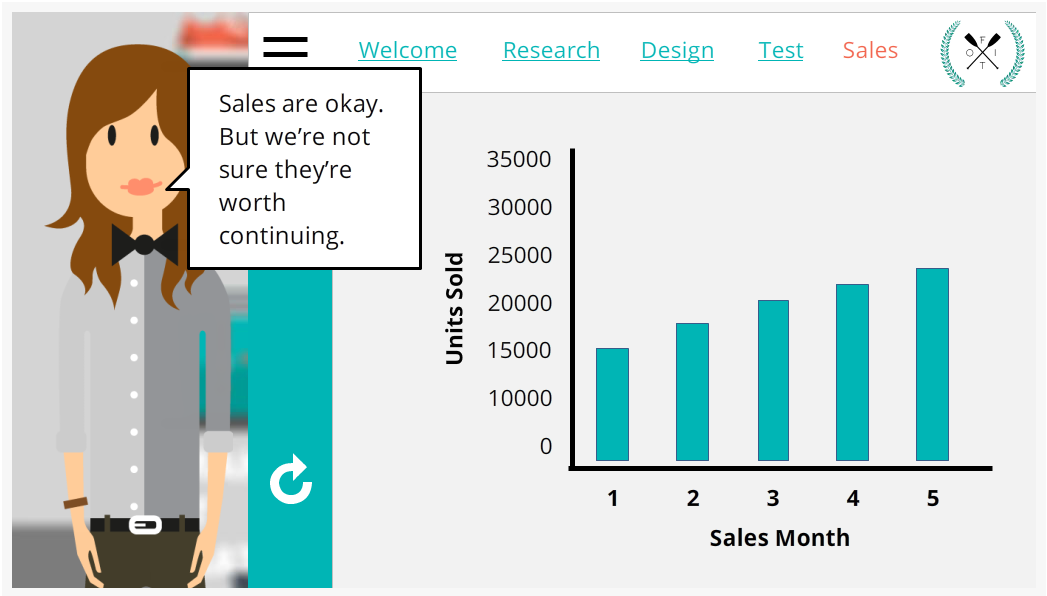 Welcome Research Design Test Sales
F
O I
T
Sales are okay.
But we’re not
sure they’re
worth
continuing.
35000
30000
25000
20000
15000
10000
0
Units Sold
1 2 3 4 5
Sales Month